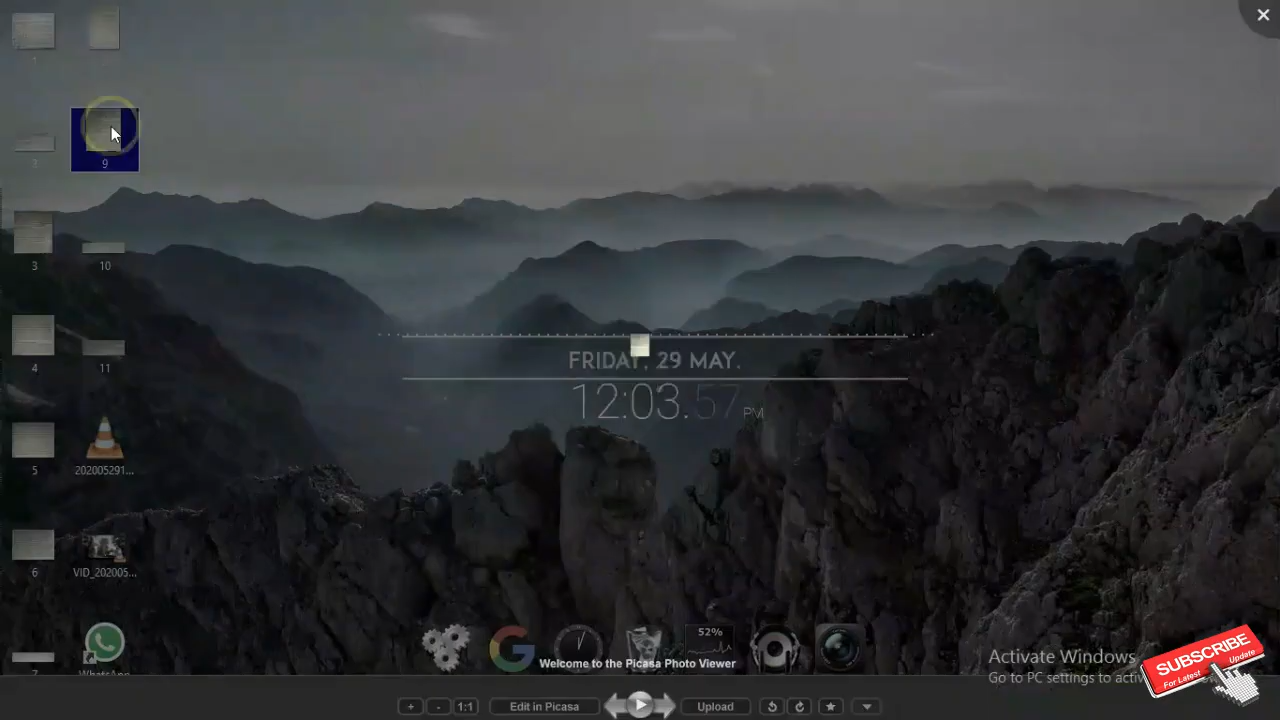 9
3
10
4
11
FRIDAY, 29 MAY.
12:03.57 PM
5
202005291...
6
VID_202005...
WhatsApp
52%
Welcome to the Picasa Photo Viewer
Activate Windows
Go to PC settings to activ
SUBSCRIBE
For Latest Update
+ - 1:1 Edit in Picasa Upload